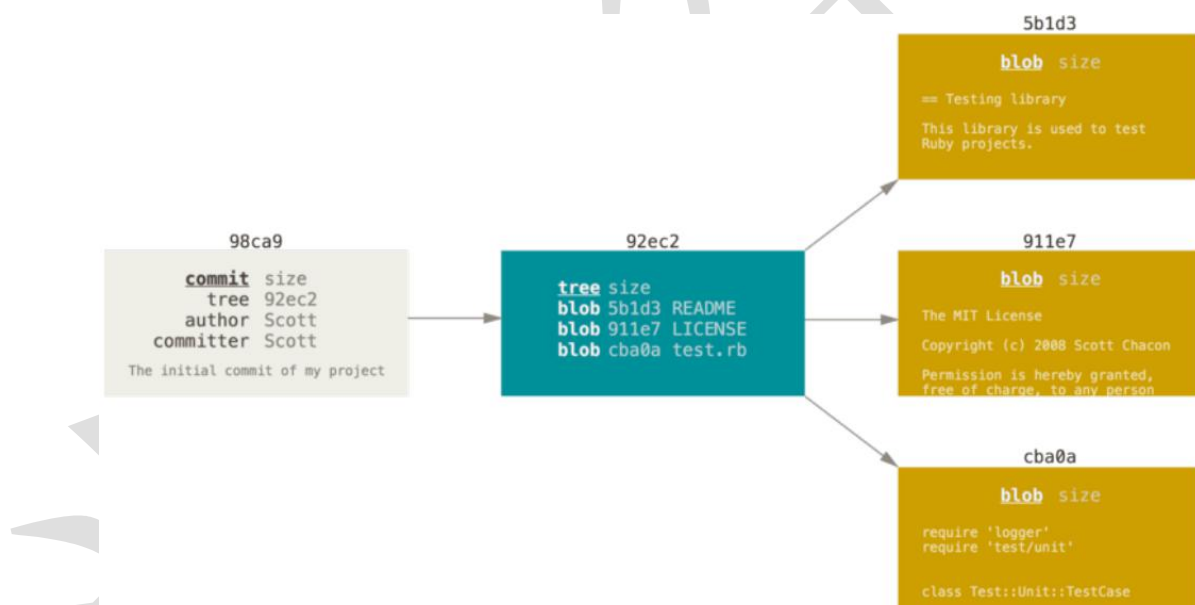 5b1d3
blob size
== Testing library
This library is used to test
Ruby projects.
98ca9
commit size
tree 92ec2
author Scott
committer Scott
The initial commit of my project
92ec2
tree size
blob 5b1d3 README
blob 911e7 LICENSE
blob cba0a test.rb
911e7
blob size
The MIT License
Copyright (c) 2008 Scott Chacon
Permission is hereby granted,
free of charge, to any person
cba0a
blob size
require 'logger'
require 'test/unit'
class Test::Unit::TestCase